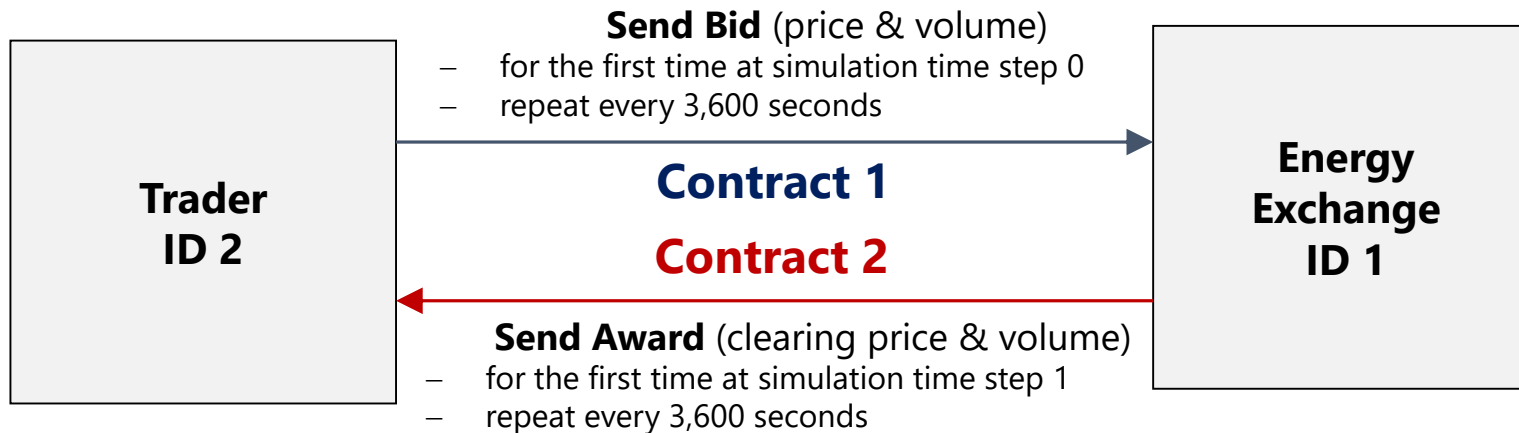 Send Bid (price & volume)
– for the first time at simulation time step 0
– repeat every 3,600 seconds
Trader
ID 2
Contract 1
Contract 2
Energy
Exchange
ID 1
Send Award (clearing price & volume)
– for the first time at simulation time step 1
– repeat every 3,600 seconds